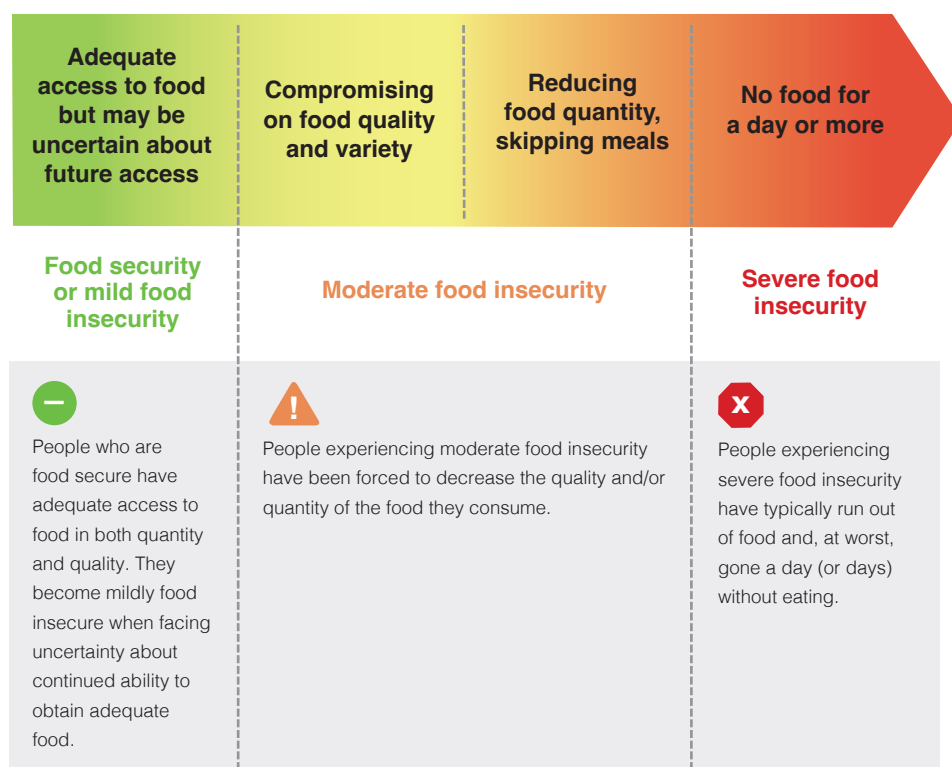 Adequate
access to food
but may be
uncertain about
future access
Compromising
on food quality
and variety
Reducing
food quantity,
skipping meals
No food for
a day or more
Food security
or mild food
insecurity
Moderate food insecurity
Severe food
insecurity
–
People who are
food secure have
adequate access to
food in both quantity
and quality. They
become mildly food
insecure when facing
uncertainty about
continued ability to
obtain adequate
food.
!
People experiencing moderate food insecurity
have been forced to decrease the quality and/or
quantity of the food they consume.
X
People experiencing
severe food insecurity
have typically run out
of food and, at worst,
gone a day (or days)
without eating.